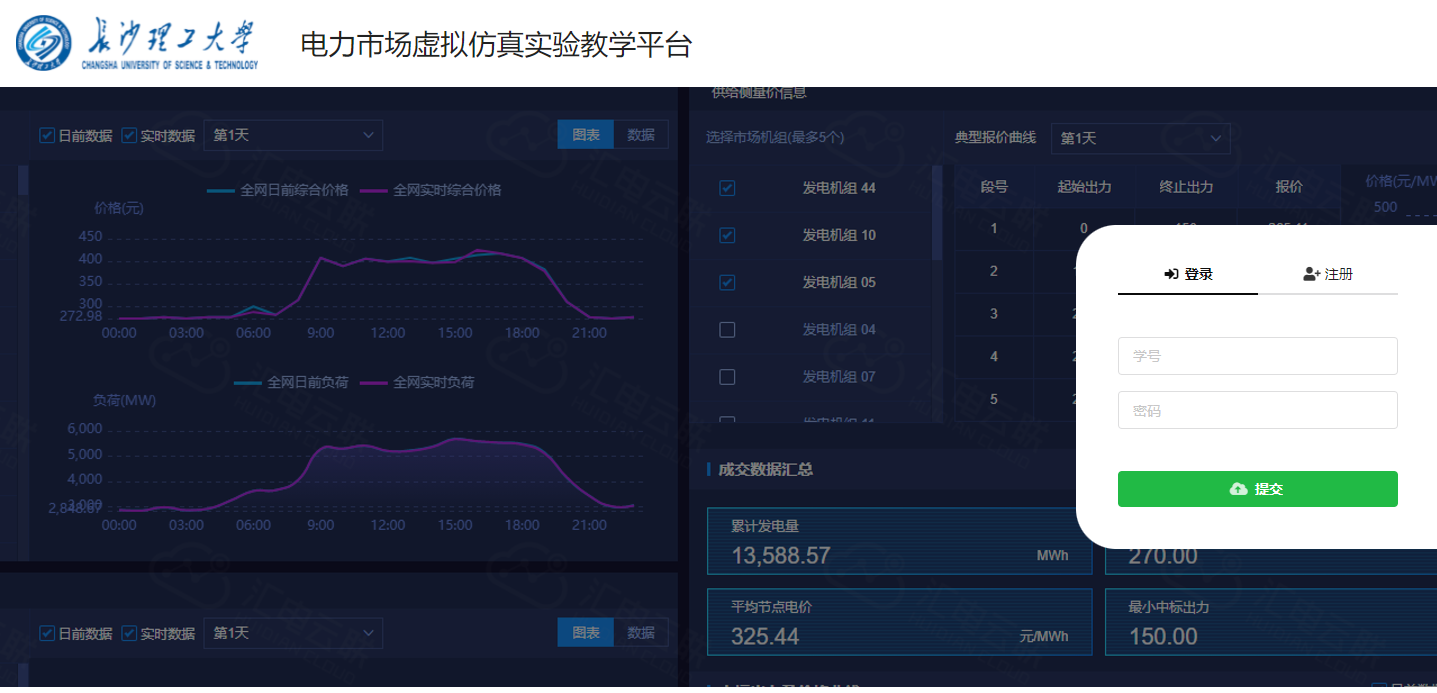 长沙理工大学
CHANGSHA UNIVERSITY OF SCIENCE & TECHNOLOGY
电力市场虚拟仿真实验教学平台
日前数据 实时数据 第1天 图表 数据
全网日前综合价格 全网实时综合价格
价格(元)
450
400
350
300
272.98
00:00 03:00 06:00 9:00 12:00 15:00 18:00 21:00
全网日前负荷 全网实时负荷
负荷(MW)
6,000
5,000
4,000
00:00 03:00 06:00 9:00 12:00 15:00 18:00 21:00
日前数据 实时数据 第1天 图表 数据
供给侧量价信息
选择市场机组(最多5个)
发电机组 44
发电机组 10
发电机组 05
发电机组 04
发电机组 07
典型报价曲线 第1天
段号 起始出力 终止出力 报价
1 0
2
3
4
5
价格(元/MW
500
登录 注册
学号
密码
提交
成交数据汇总
累计发电量
13,588.57 MWh
270.00
平均节点电价
325.44 元/MWh
最小中标出力
150.00
汇电云联
HUIDIAN CLOUD